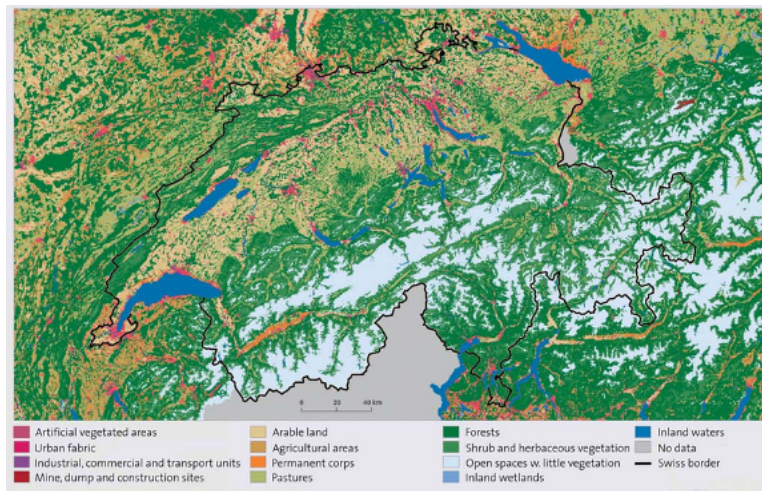 0 20 40 km
Artificial vegetated areas
Urban fabric
Industrial, commercial and transport units
Mine, dump and construction sites
Arable land
Agricultural areas
Permanent corps
Pastures
Forests
Shrub and herbaceous vegetation
Open spaces w. little vegetation
Inland wetlands
Inland waters
No data
Swiss border